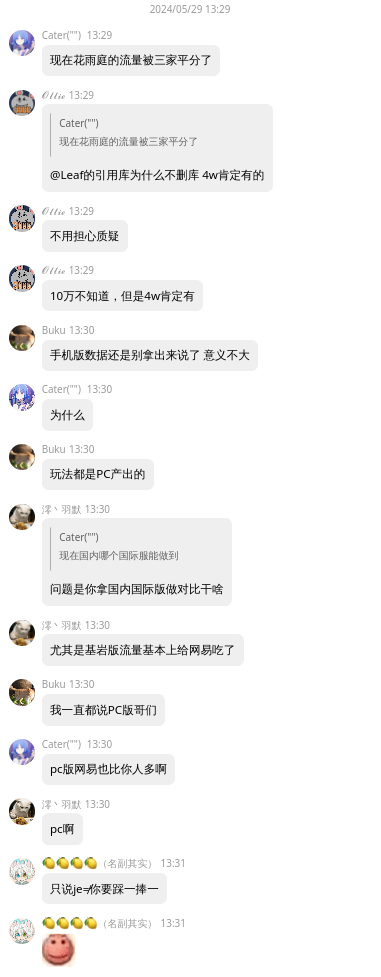 2024/05/29 13:29
Cater("") 13:29
现在花雨庭的流量被三家平分了
𝒪𝓁𝓁𝒾𝑒 13:29
Cater("")
现在花雨庭的流量被三家平分了
@Leaf的引用库为什么不删库 4w肯定有的
𝒪𝓁𝓁𝒾𝑒 13:29
不用担心质疑
𝒪𝓁𝓁𝒾𝑒 13:29
10万不知道，但是4w肯定有
Buku 13:30
手机版数据还是别拿出来说了 意义不大
Cater("") 13:30
为什么
Buku 13:30
玩法都是PC产出的
澪丶羽默 13:30
Cater("")
现在国内哪个国际服能做到
问题是你拿国内国际版做对比干啥
澪丶羽默 13:30
尤其是基岩版流量基本上给网易吃了
Buku 13:30
我一直都说PC版哥们
Cater("") 13:30
pc版网易也比你人多啊
澪丶羽默 13:30
pc啊
🍋🍋🍋🍋（名副其实） 13:31
只说je≠你要踩一捧一
🍋🍋🍋🍋（名副其实） 13:31